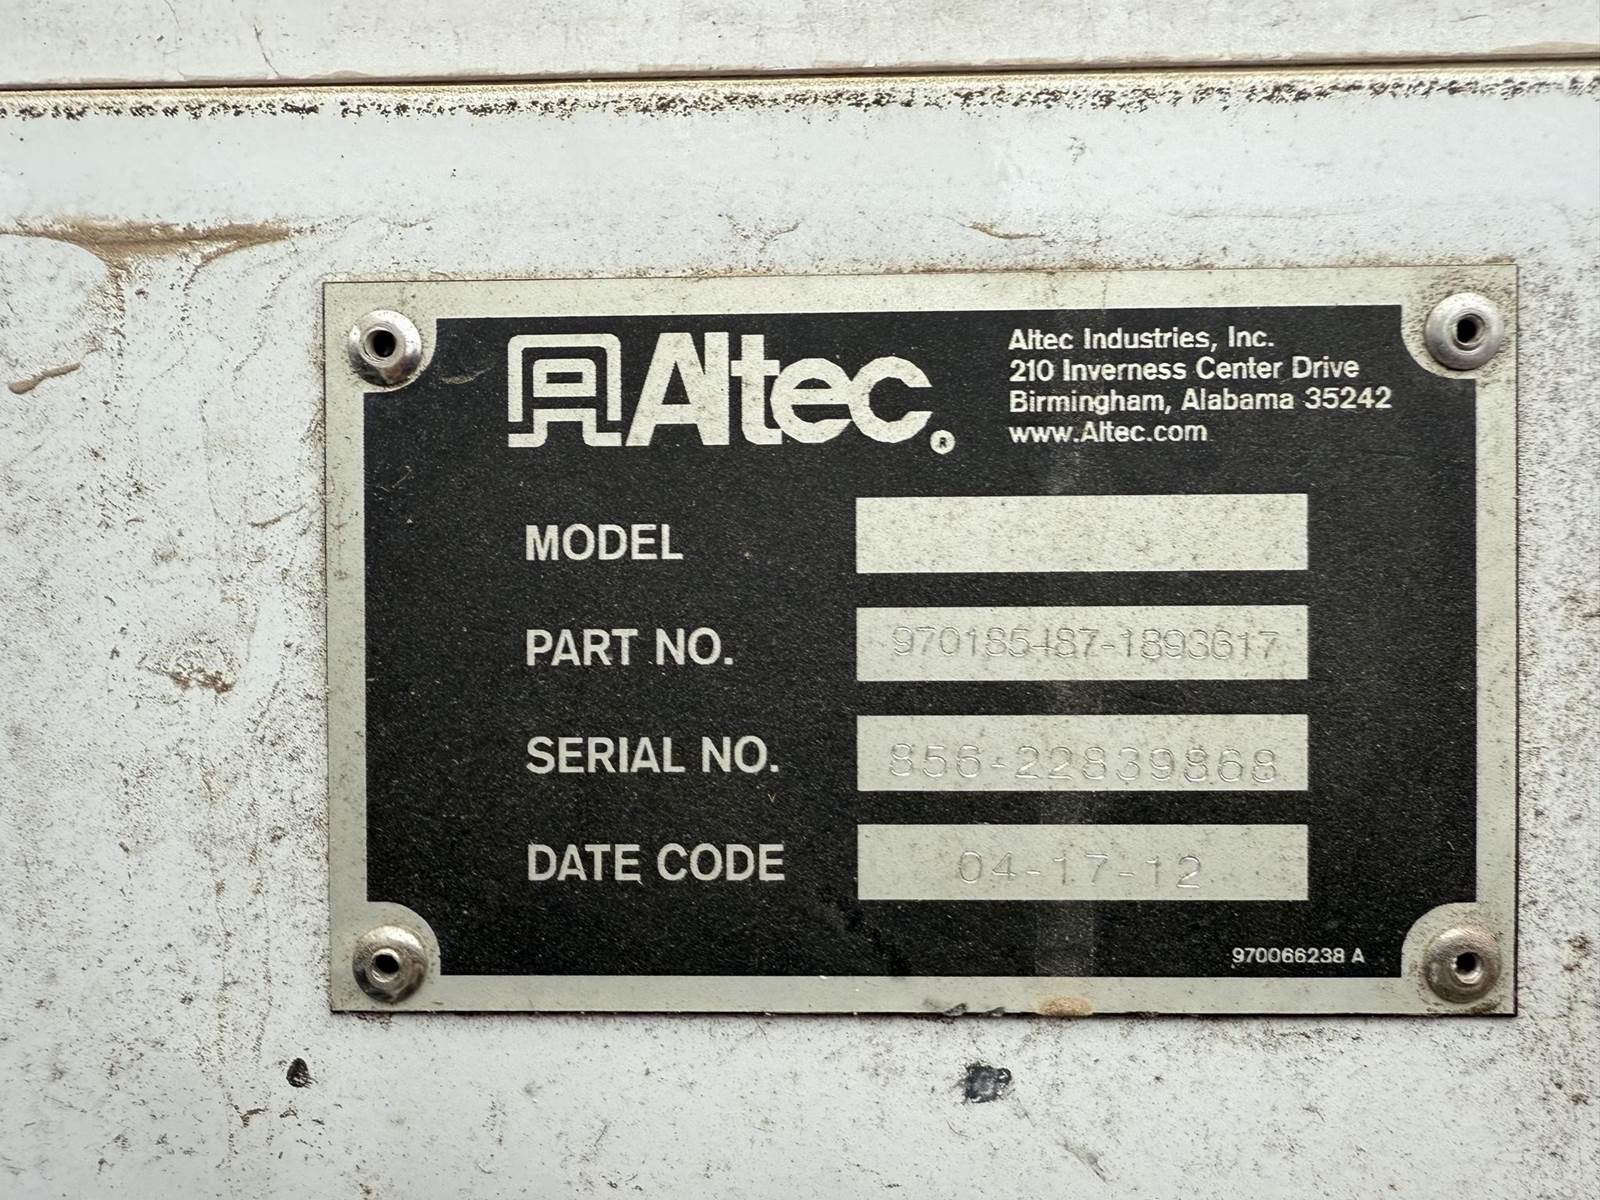 Altec®
Altec Industries, Inc.
210 Inverness Center Drive
Birmingham, Alabama 35242
www.Altec.com
MODEL
PART NO. 970185487-1893617
SERIAL NO. 856-22839868
DATE CODE 04-17-12
970066238 A